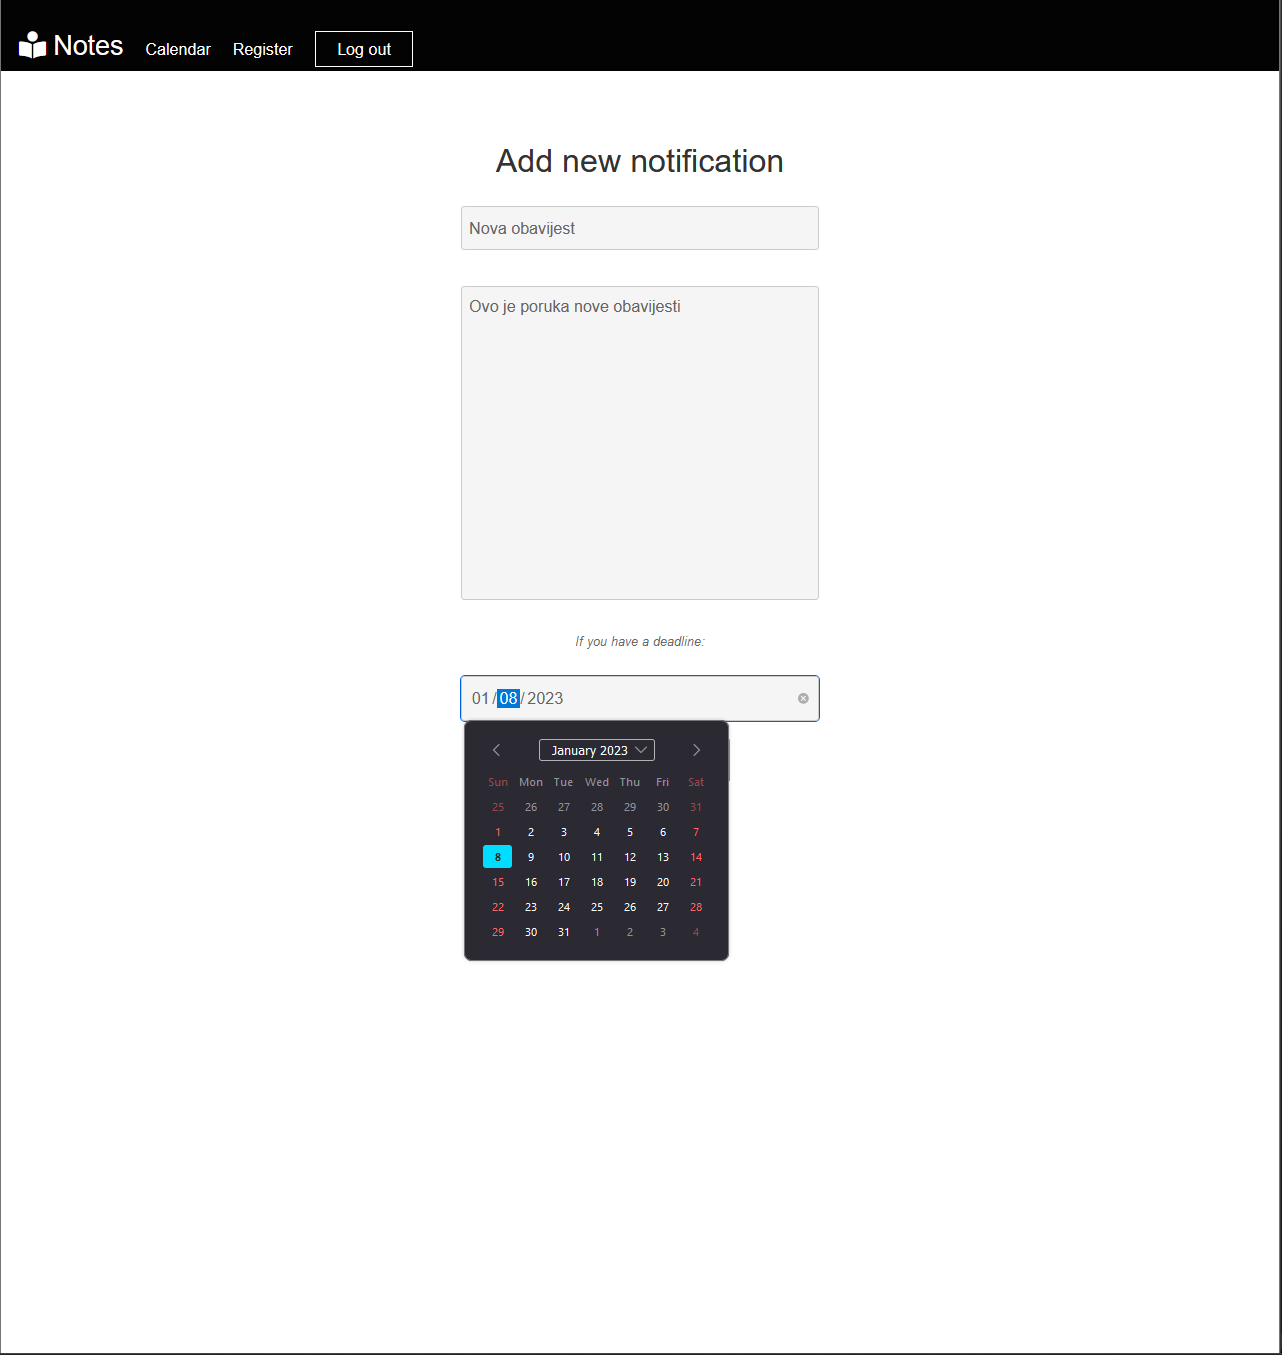 Notes Calendar Register Log out
Add new notification
Nova obavijest
Ovo je poruka nove obavijesti
If you have a deadline:
01/08/2023
January 2023
Sun Mon Tue Wed Thu Fri Sat
25 26 27 28 29 30 31
1 2 3 4 5 6 7
8 9 10 11 12 13 14
15 16 17 18 19 20 21
22 23 24 25 26 27 28
29 30 31 1 2 3 4